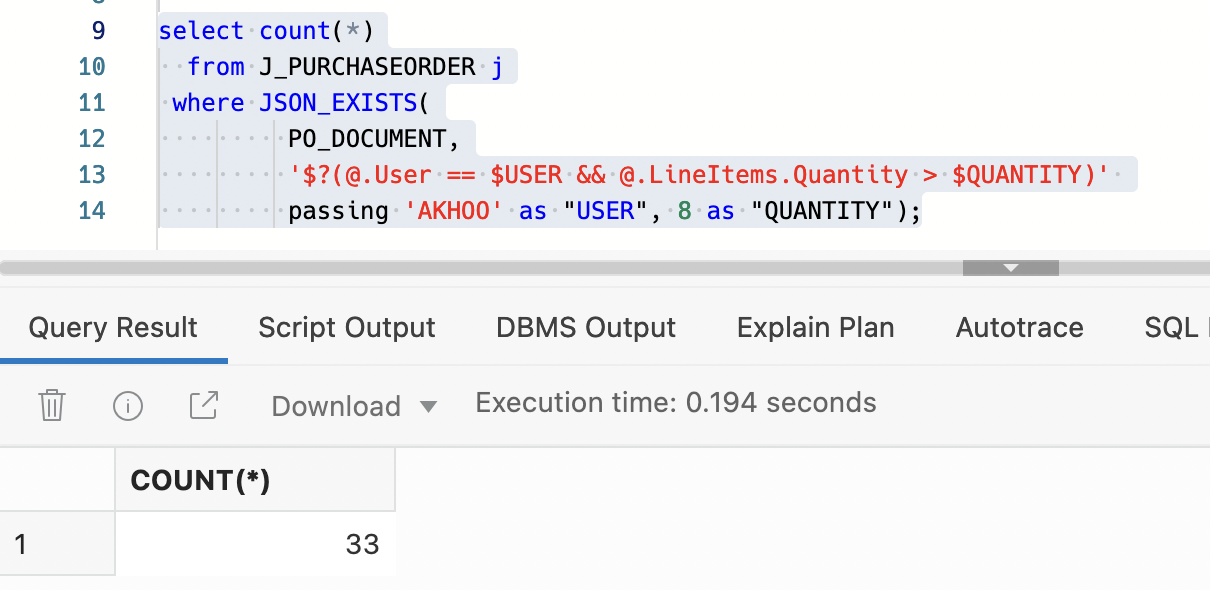 9 select count(*)
10 from J_PURCHASEORDER j
11 where JSON_EXISTS(
12 PO_DOCUMENT,
13 '$?(@.User == $USER && @.LineItems.Quantity > $QUANTITY)'
14 passing 'AKHOO' as "USER", 8 as "QUANTITY");
Query Result Script Output DBMS Output Explain Plan Autotrace SQL
Download Execution time: 0.194 seconds
COUNT(*)
1 33